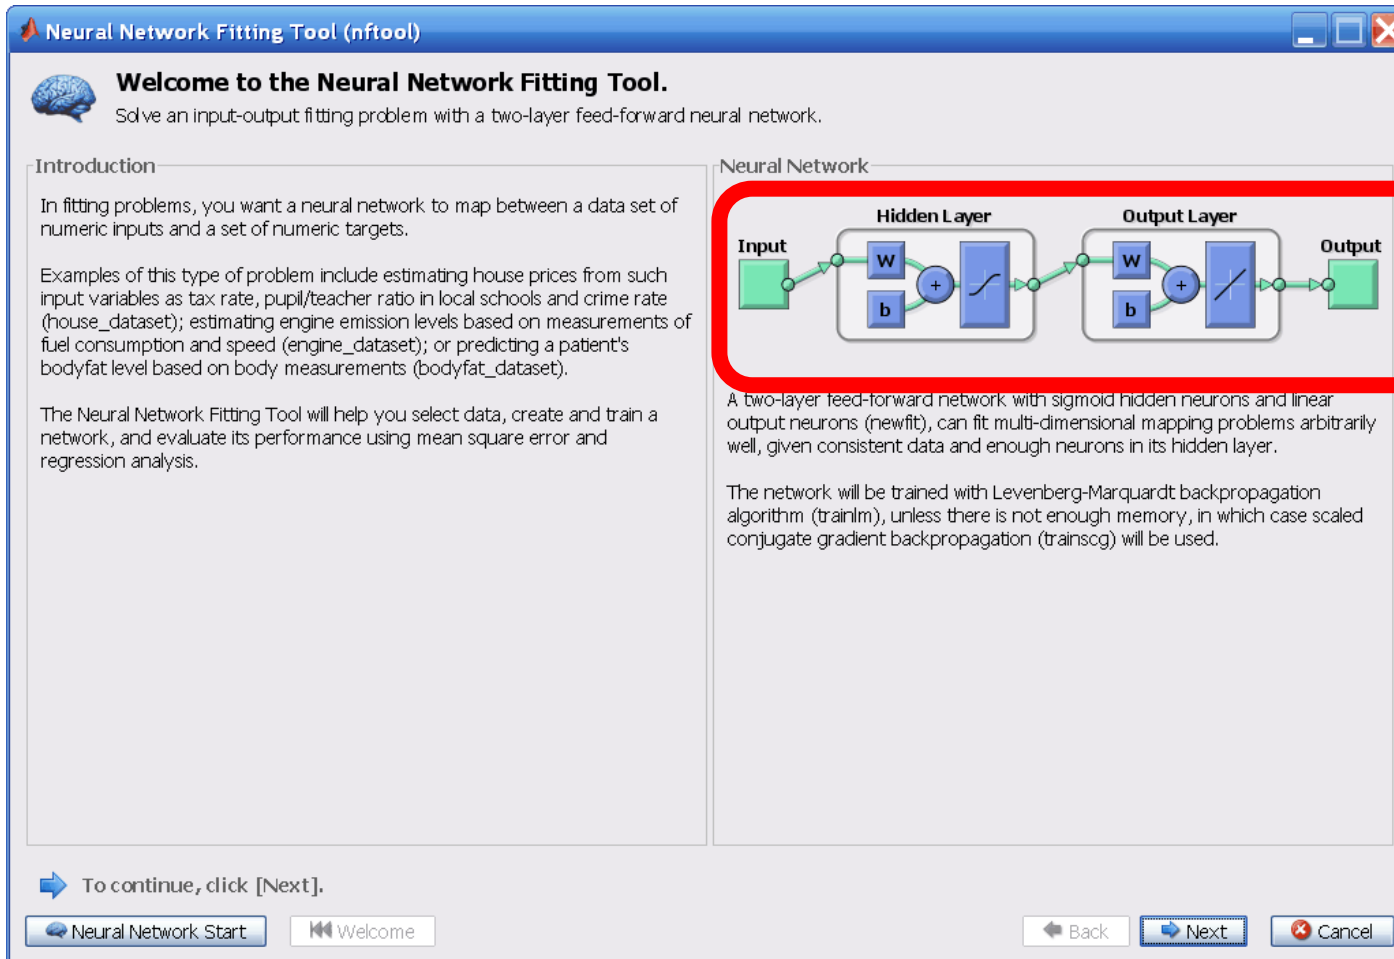 Neural Network Fitting Tool (nftool)
Welcome to the Neural Network Fitting Tool.
Solve an input-output fitting problem with a two-layer feed-forward neural network.
Introduction
In fitting problems, you want a neural network to map between a data set of
numeric inputs and a set of numeric targets.
Examples of this type of problem include estimating house prices from such
input variables as tax rate, pupil/teacher ratio in local schools and crime rate
(house_dataset); estimating engine emission levels based on measurements of
fuel consumption and speed (engine_dataset); or predicting a patient's
bodyfat level based on body measurements (bodyfat_dataset).
The Neural Network Fitting Tool will help you select data, create and train a
network, and evaluate its performance using mean square error and
regression analysis.
Neural Network
Hidden Layer
Output Layer
Input
Output
W
b
+
W
b
+
A two-layer feed-forward network with sigmoid hidden neurons and linear
output neurons (newfit), can fit multi-dimensional mapping problems arbitrarily
well, given consistent data and enough neurons in its hidden layer.
The network will be trained with Levenberg-Marquardt backpropagation
algorithm (trainlm), unless there is not enough memory, in which case scaled
conjugate gradient backpropagation (trainscg) will be used.
To continue, click [Next].
Neural Network Start
Welcome
Back
Next
Cancel